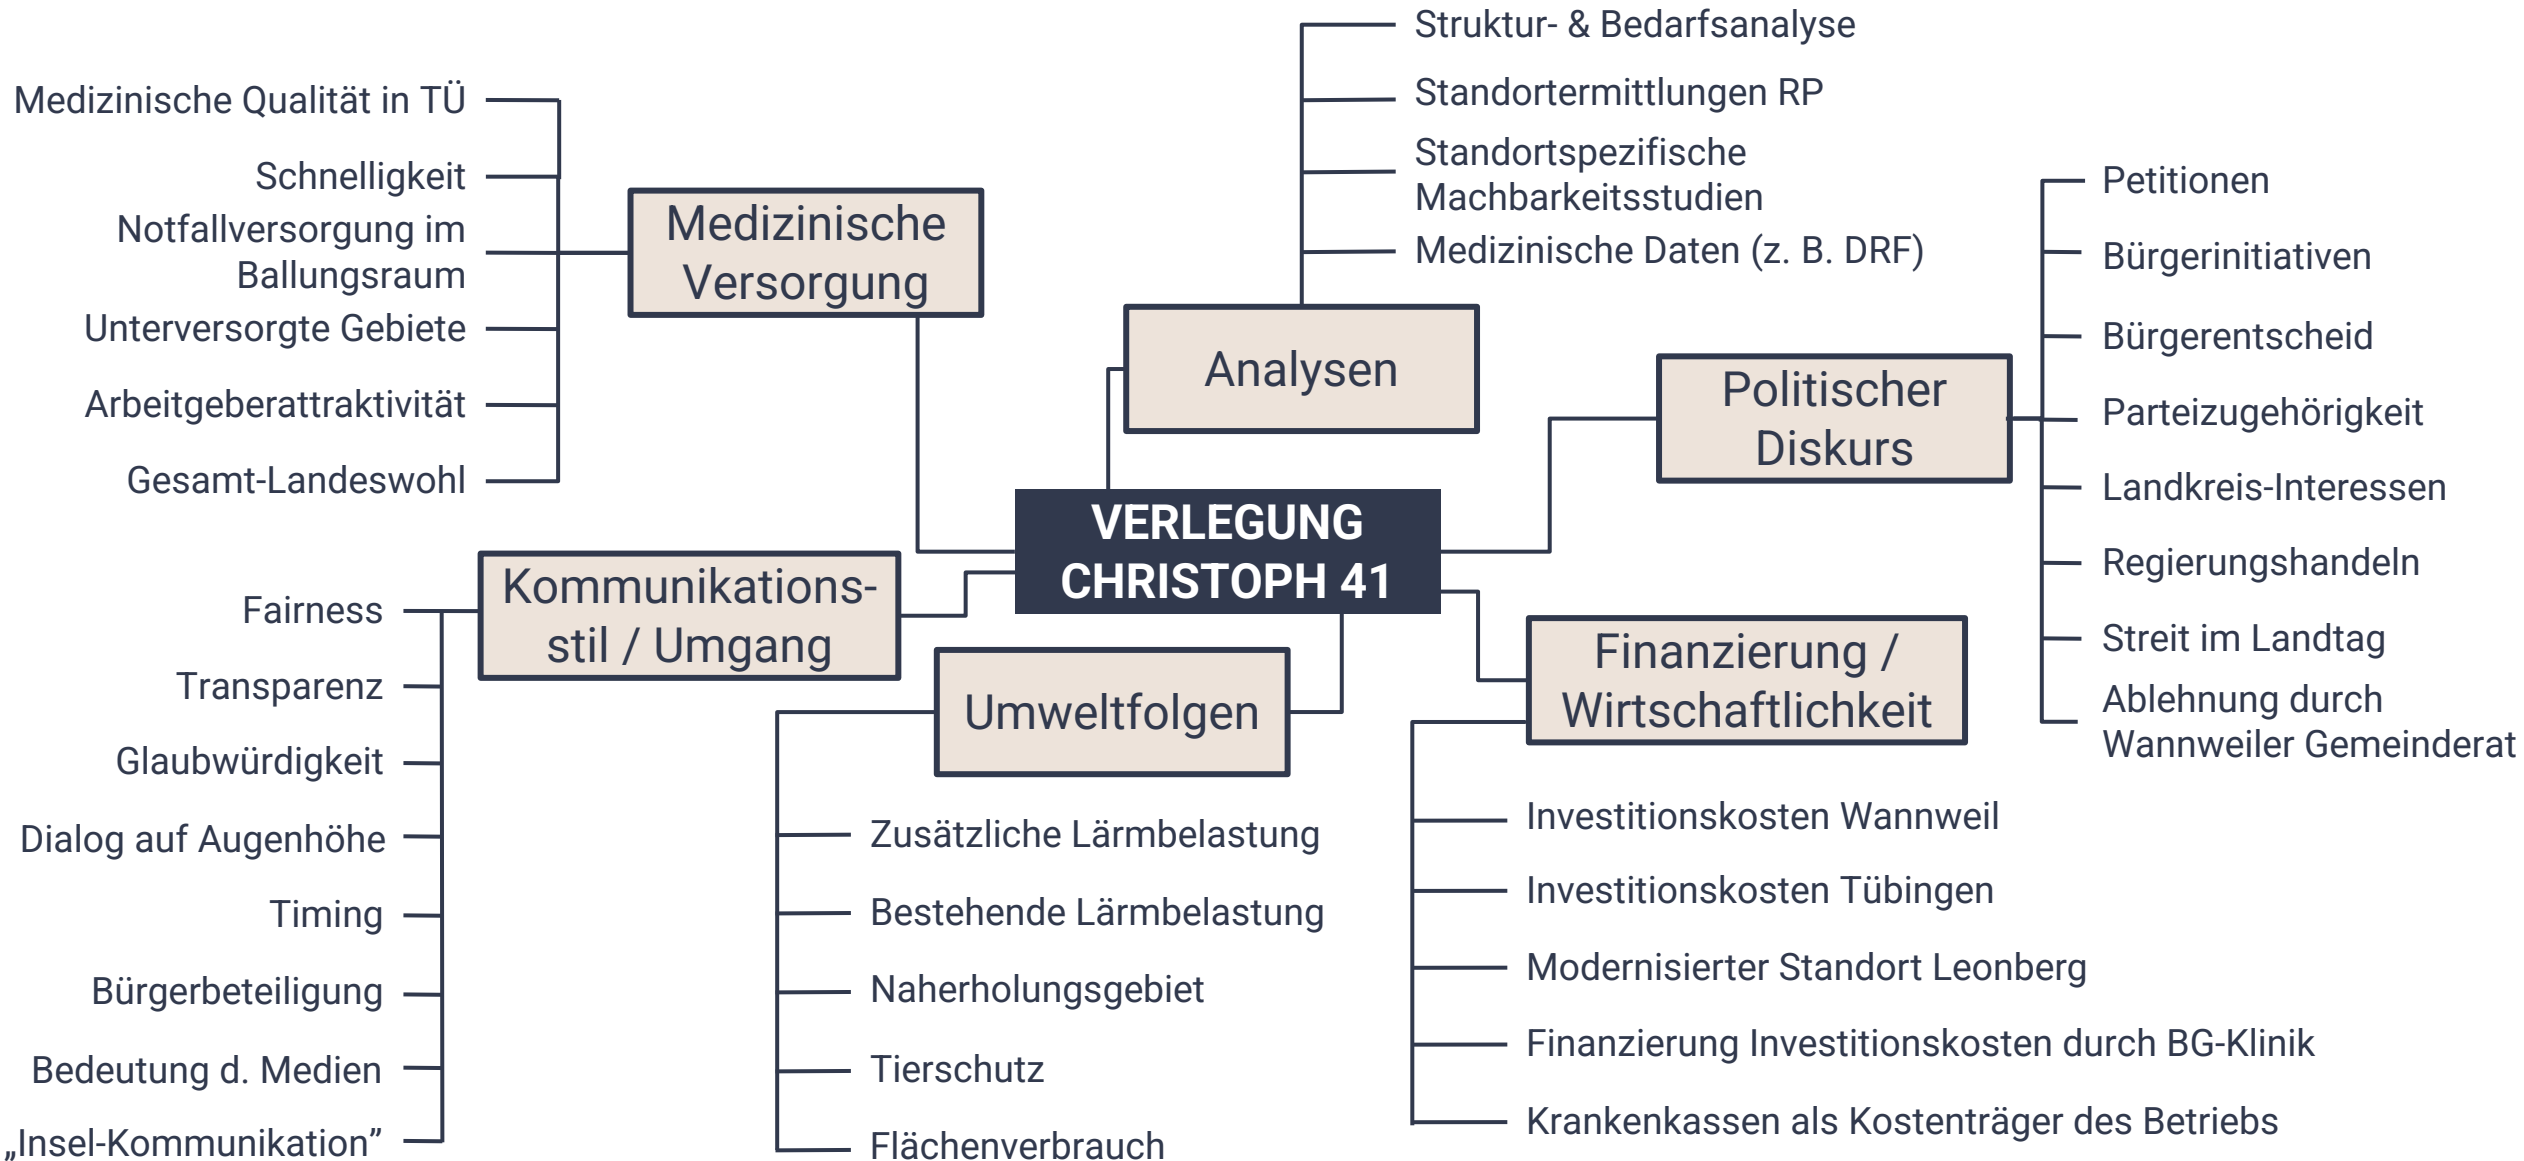 Struktur- & Bedarfsanalyse
Standortermittlungen RP
Standortspezifische
Machbarkeitsstudien
Medizinische Daten (z. B. DRF)
Analysen
Medizinische Qualität in TÜ
Schnelligkeit
Notfallversorgung im
Ballungsraum
Unterversorgte Gebiete
Arbeitgeberattraktivität
Gesamt-Landeswohl
Medizinische
Versorgung
Petitionen
Bürgerinitiativen
Bürgerentscheid
Parteizugehörigkeit
Landkreis-Interessen
Regierungshandeln
Streit im Landtag
Ablehnung durch
Wannweiler Gemeinderat
Politischer
Diskurs
VERLEGUNG
CHRISTOPH 41
Kommunikations-
stil / Umgang
Fairness
Transparenz
Glaubwürdigkeit
Dialog auf Augenhöhe
Timing
Bürgerbeteiligung
Bedeutung d. Medien
„Insel-Kommunikation”
Umweltfolgen
Zusätzliche Lärmbelastung
Bestehende Lärmbelastung
Naherholungsgebiet
Tierschutz
Flächenverbrauch
Finanzierung /
Wirtschaftlichkeit
Investitionskosten Wannweil
Investitionskosten Tübingen
Modernisierter Standort Leonberg
Finanzierung Investitionskosten durch BG-Klinik
Krankenkassen als Kostenträger des Betriebs